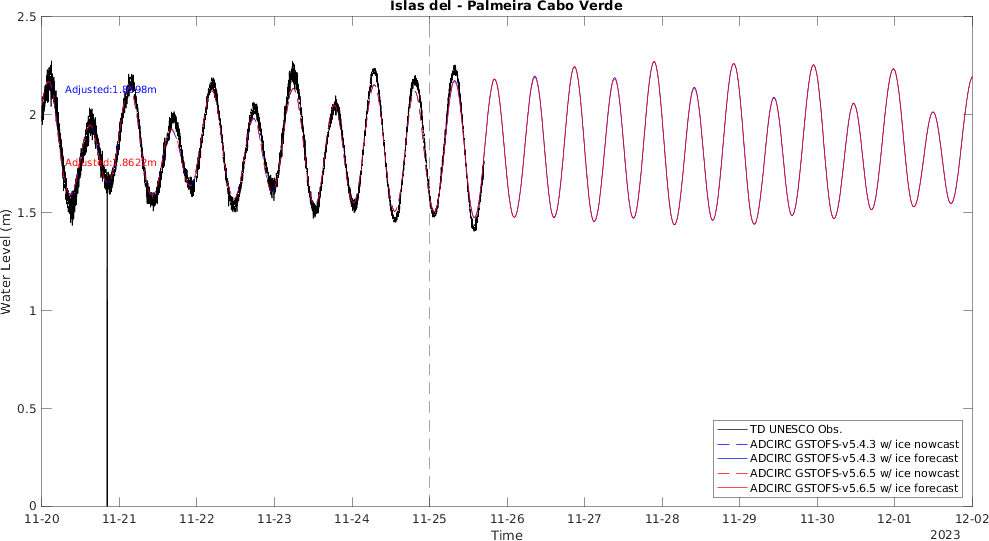 Islas del - Palmeira Cabo Verde
2.5
2
1.5
1
0.5
0
Water Level (m)
Adjusted:1.8622m
TD UNESCO Obs.
ADCIRC GSTOFS-v5.4.3 w/ ice nowcast
ADCIRC GSTOFS-v5.4.3 w/ ice forecast
ADCIRC GSTOFS-v5.6.5 w/ ice nowcast
ADCIRC GSTOFS-v5.6.5 w/ ice forecast
11-20 11-21 11-22 11-23 11-24 11-25 11-26 11-27 11-28 11-29 11-30 12-01 12-02
Time
2023